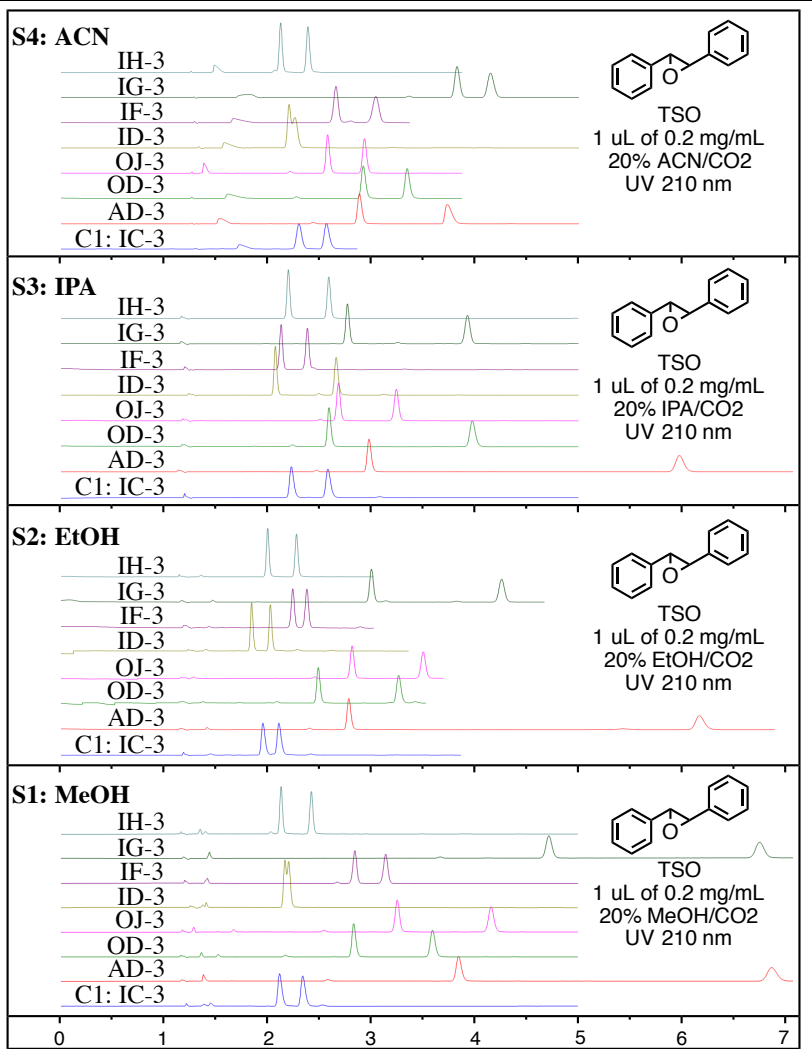 S4: ACN
IH-3
IG-3
IF-3
ID-3
OJ-3
OD-3
AD-3
C1: IC-3
O
TSO
1 uL of 0.2 mg/mL
20% ACN/CO2
UV 210 nm
S3: IPA
IH-3
IG-3
IF-3
ID-3
OJ-3
OD-3
AD-3
C1: IC-3
O
TSO
1 uL of 0.2 mg/mL
20% IPA/CO2
UV 210 nm
S2: EtOH
IH-3
IG-3
IF-3
ID-3
OJ-3
OD-3
AD-3
C1: IC-3
O
TSO
1 uL of 0.2 mg/mL
20% EtOH/CO2
UV 210 nm
S1: MeOH
IH-3
IG-3
IF-3
ID-3
OJ-3
OD-3
AD-3
C1: IC-3
O
TSO
1 uL of 0.2 mg/mL
20% MeOH/CO2
UV 210 nm
0 1 2 3 4 5 6 7